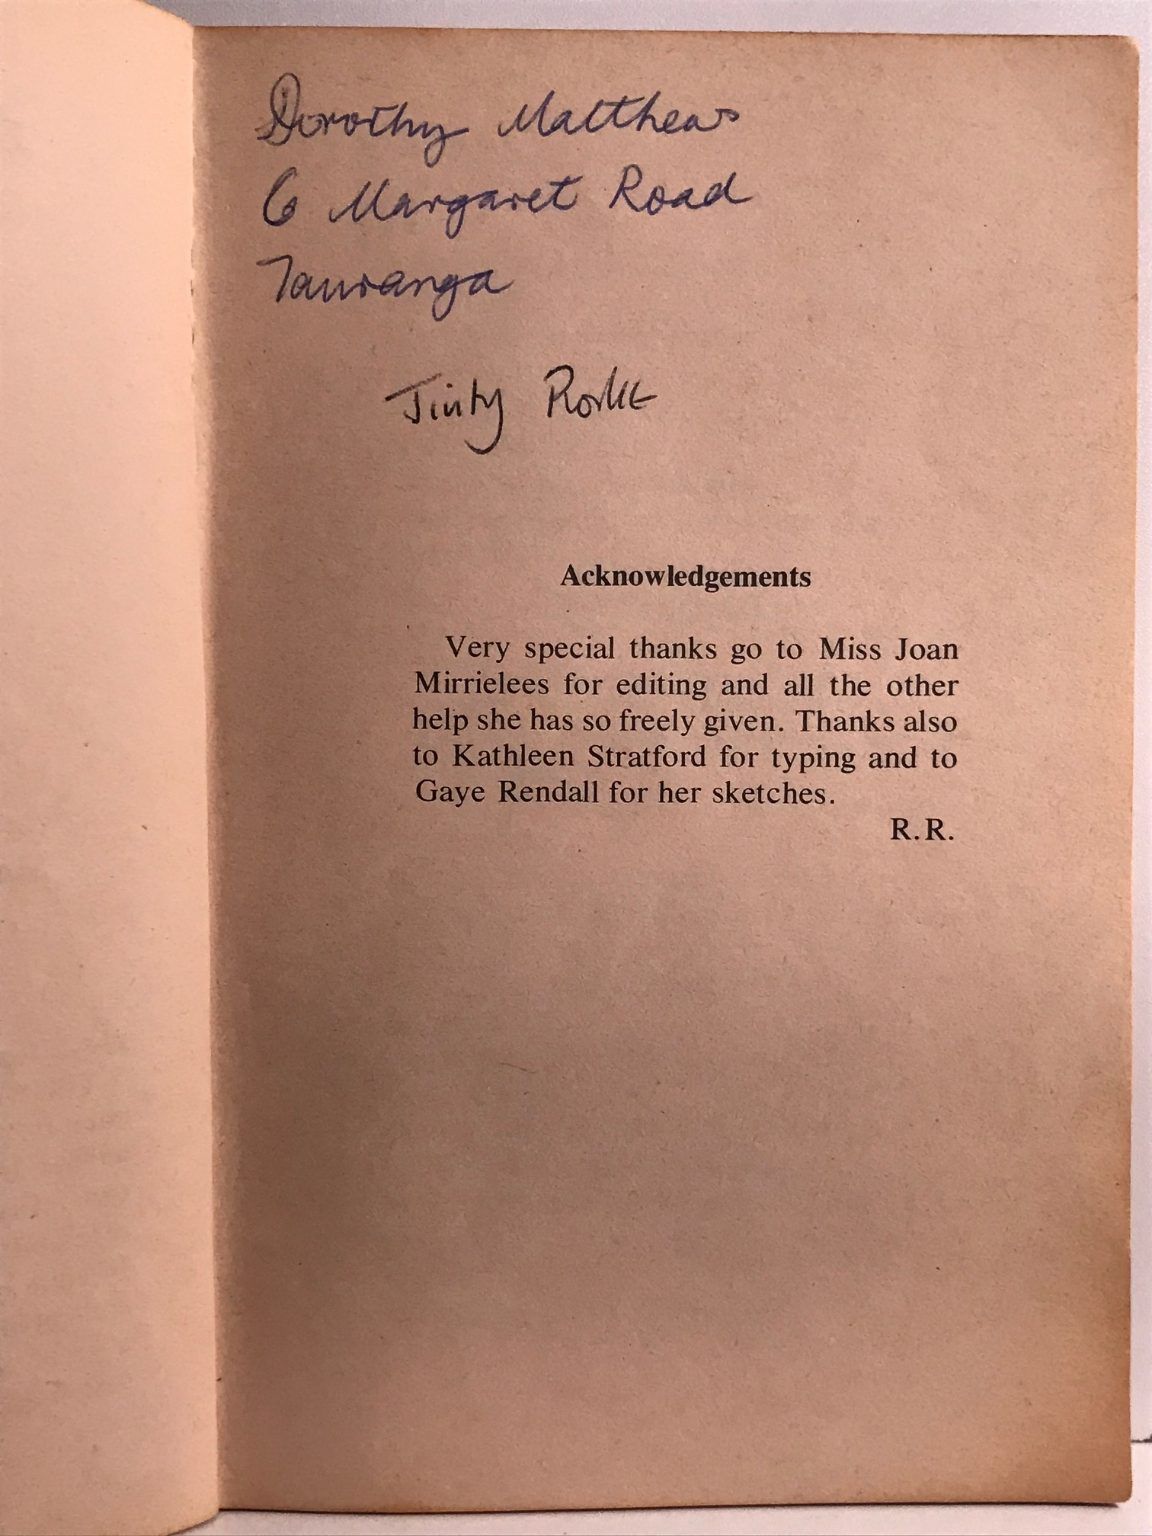 Dorothy Matthews
6 Margaret Road
Tauranga
Jinty Rorke
Acknowledgements
Very special thanks go to Miss Joan
Mirrielees for editing and all the other
help she has so freely given. Thanks also
to Kathleen Stratford for typing and to
Gaye Rendall for her sketches.
R.R.